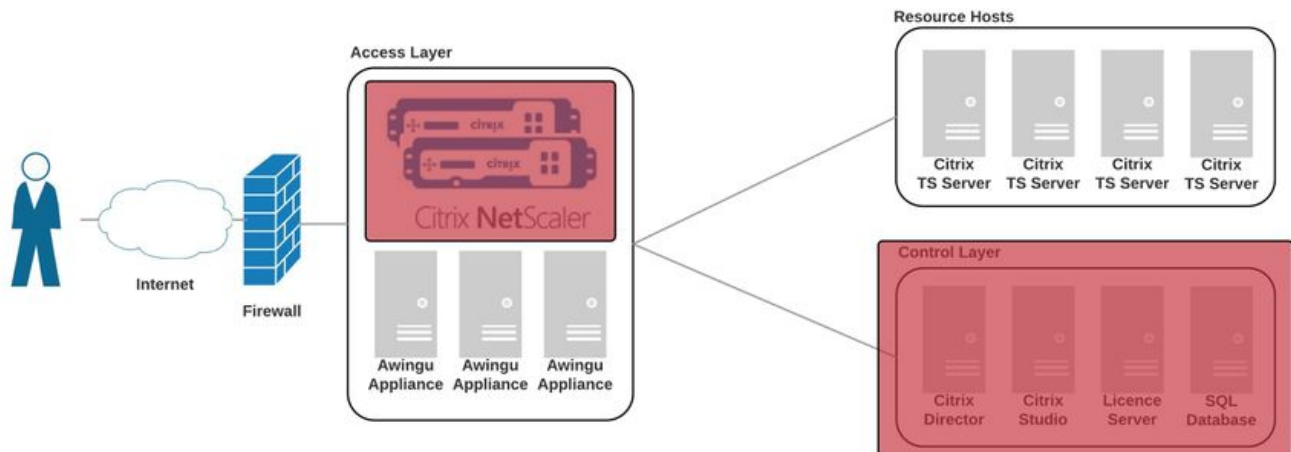 Resource Hosts
Access Layer
citrix
citrix
Citrix NetScaler
Citrix
TS Server
Citrix
TS Server
Citrix
TS Server
Citrix
TS Server
Internet
Firewall
Awingu
Appliance
Awingu
Appliance
Awingu
Appliance
Control Layer
Citrix
Director
Citrix
Studio
Licence
Server
SQL
Database